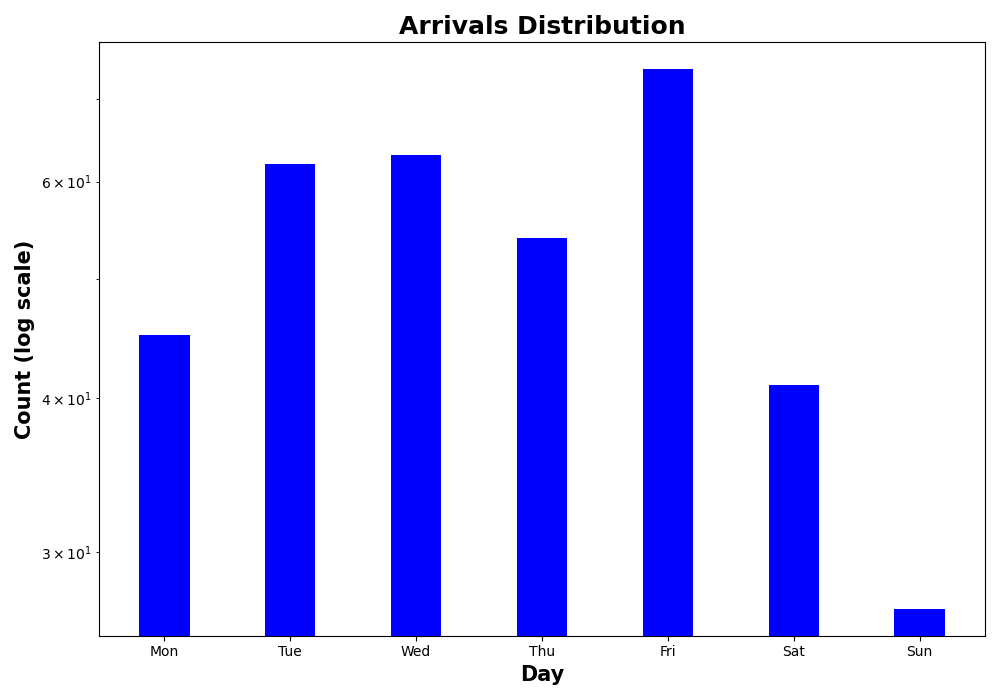 Arrivals Distribution
6 × 10¹
4 × 10¹
3 × 10¹
Count (log scale)
Mon Tue Wed Thu Fri Sat Sun
Day